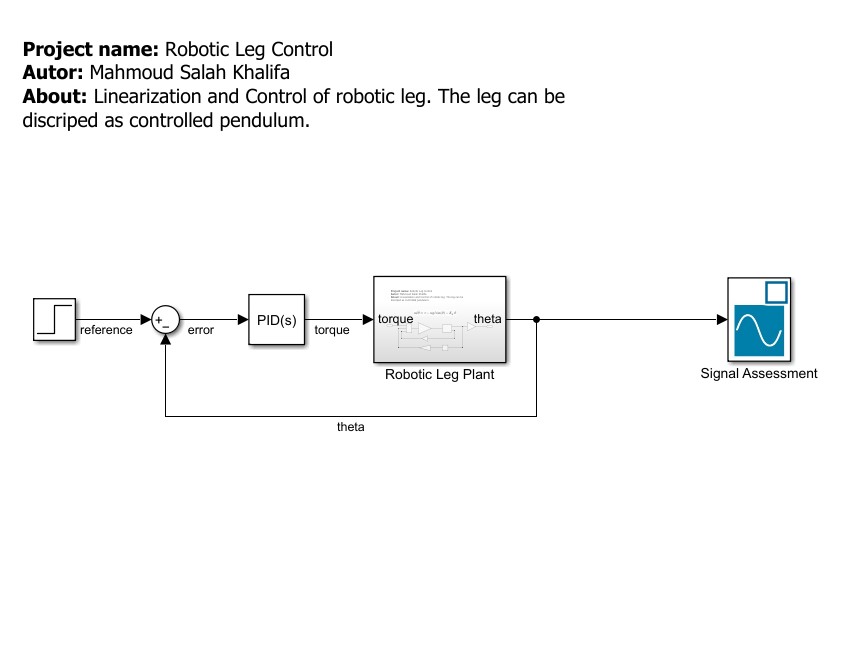 Project name: Robotic Leg Control
Autor: Mahmoud Salah Khalifa
About: Linearization and Control of robotic leg. The leg can be
discriped as controlled pendulum.
reference
+
−
error
PID(s)
torque
torque
theta
Robotic Leg Plant
Signal Assessment
theta